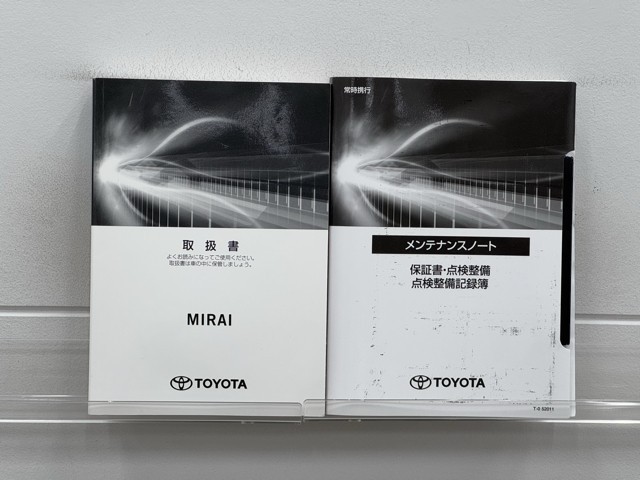 取扱書
よくお読みになってご使用ください。
取扱書は車の中に保管しましょう。
MIRAI
TOYOTA
常時携行
メンテナンスノート
保証書・点検整備
点検整備記録簿
TOYOTA
T-0 52011